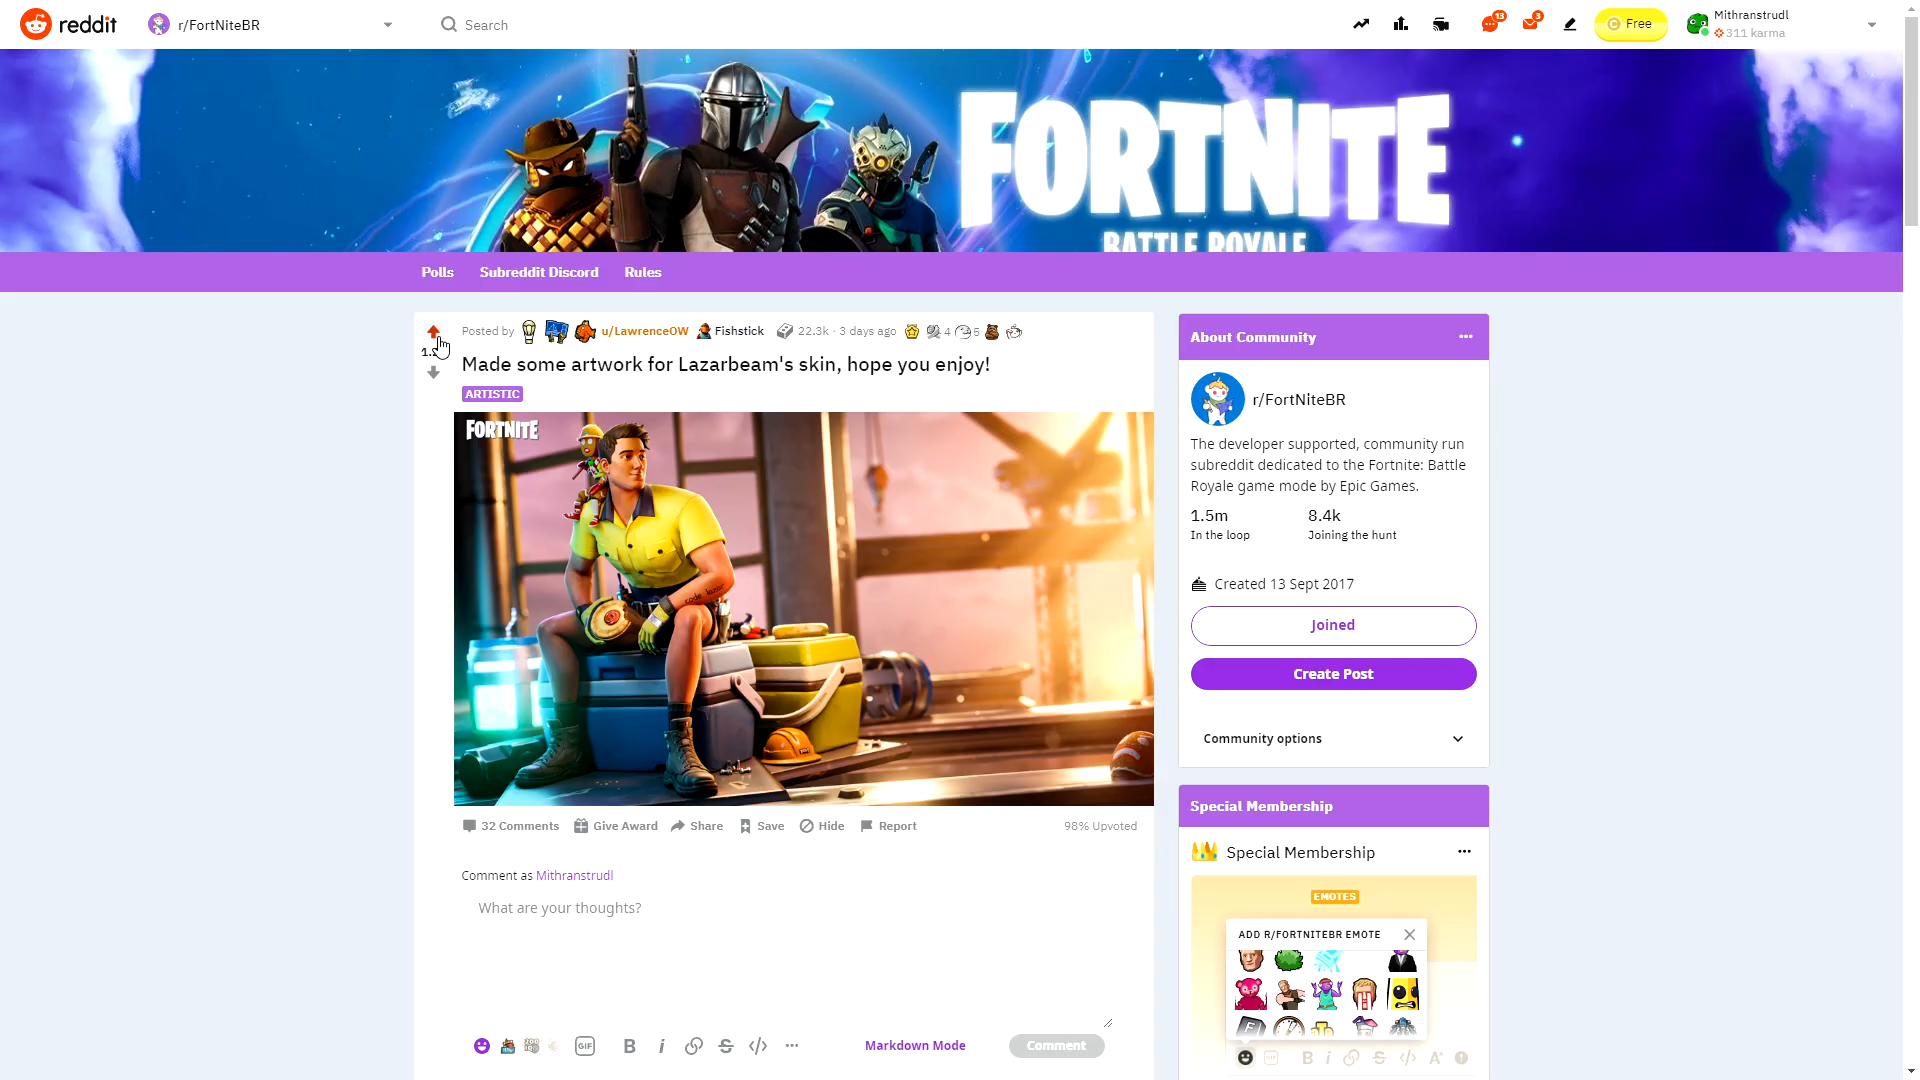 reddit
r/FortNiteBR
Search
13
3
Free
Mithranstrudl
311 karma
FORTNITE
BATTLE ROYALE
Polls
Subreddit Discord
Rules
Posted by u/LawrenceOW Fishstick 22.3k · 3 days ago 4 5
Made some artwork for Lazarbeam's skin, hope you enjoy!
ARTISTIC
FORTNITE
code lazar
32 Comments
Give Award
Share
Save
Hide
Report
98% Upvoted
Comment as Mithranstrudl
What are your thoughts?
GIF
B i S </> ...
Markdown Mode
Comment
About Community
r/FortNiteBR
The developer supported, community run
subreddit dedicated to the Fortnite: Battle
Royale game mode by Epic Games.
1.5m
In the loop
8.4k
Joining the hunt
Created 13 Sept 2017
Joined
Create Post
Community options
Special Membership
Special Membership
EMOTES
ADD R/FORTNITEBR EMOTE